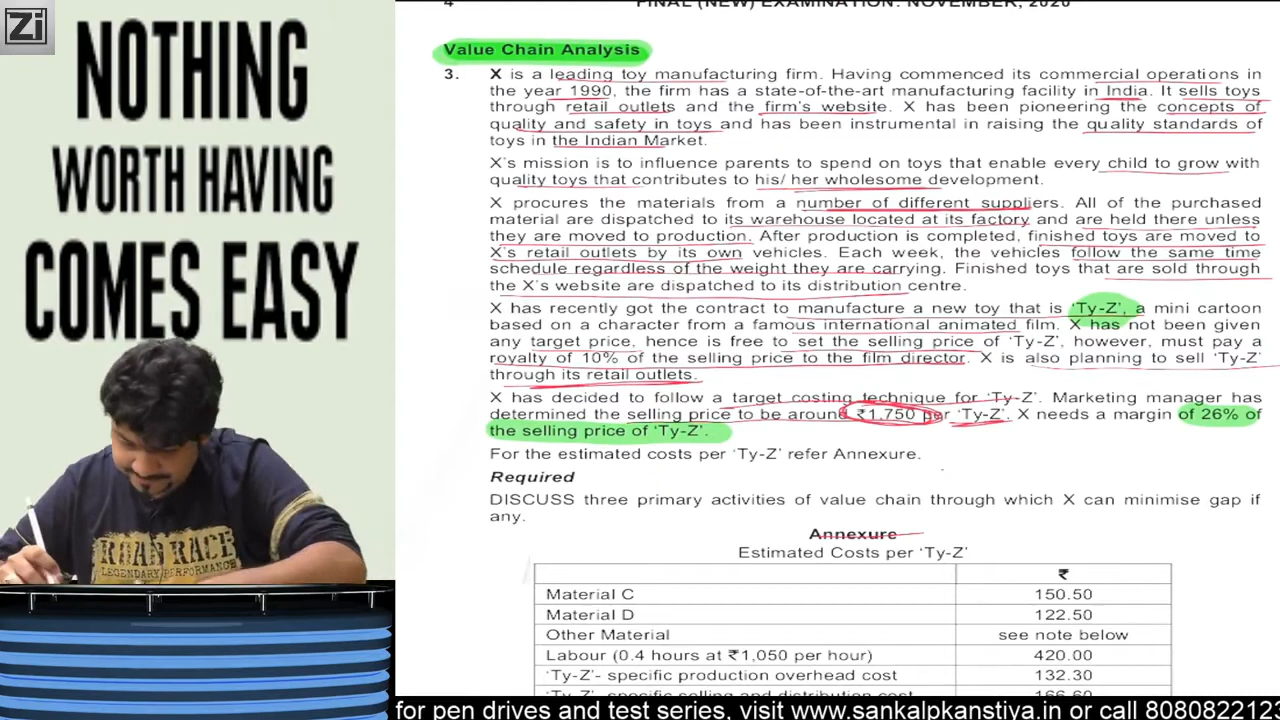 Zi
NOTHING
WORTH HAVING
COMES EASY
ROAD RACE
LEGENDARY PERFORMANCE
4 FINAL (NEW) EXAMINATION: NOVEMBER, 2020
Value Chain Analysis
3. X is a leading toy manufacturing firm. Having commenced its commercial operations in
the year 1990, the firm has a state-of-the-art manufacturing facility in India. It sells toys
through retail outlets and the firm's website. X has been pioneering the concepts of
quality and safety in toys and has been instrumental in raising the quality standards of
toys in the Indian Market.
X's mission is to influence parents to spend on toys that enable every child to grow with
quality toys that contributes to his/ her wholesome development.
X procures the materials from a number of different suppliers. All of the purchased
material are dispatched to its warehouse located at its factory and are held there unless
they are moved to production. After production is completed, finished toys are moved to
X's retail outlets by its own vehicles. Each week, the vehicles follow the same time
schedule regardless of the weight they are carrying. Finished toys that are sold through
the X's website are dispatched to its distribution centre.
X has recently got the contract to manufacture a new toy that is 'Ty-Z', a mini cartoon
based on a character from a famous international animated film. X has not been given
any target price, hence is free to set the selling price of 'Ty-Z', however, must pay a
royalty of 10% of the selling price to the film director. X is also planning to sell 'Ty-Z'
through its retail outlets.
X has decided to follow a target costing technique for 'Ty-Z'. Marketing manager has
determined the selling price to be around ₹1,750 per 'Ty-Z'. X needs a margin of 26% of
the selling price of 'Ty-Z'.
For the estimated costs per 'Ty-Z' refer Annexure.
Required
DISCUSS three primary activities of value chain through which X can minimise gap if
any.
Annexure
Estimated Costs per 'Ty-Z'
₹
Material C 150.50
Material D 122.50
Other Material see note below
Labour (0.4 hours at ₹1,050 per hour) 420.00
'Ty-Z'- specific production overhead cost 132.30
'Ty-Z'- specific selling and distribution cost 166.60
for pen drives and test series, visit www.sankalpkanstiya.in or call 8080822123